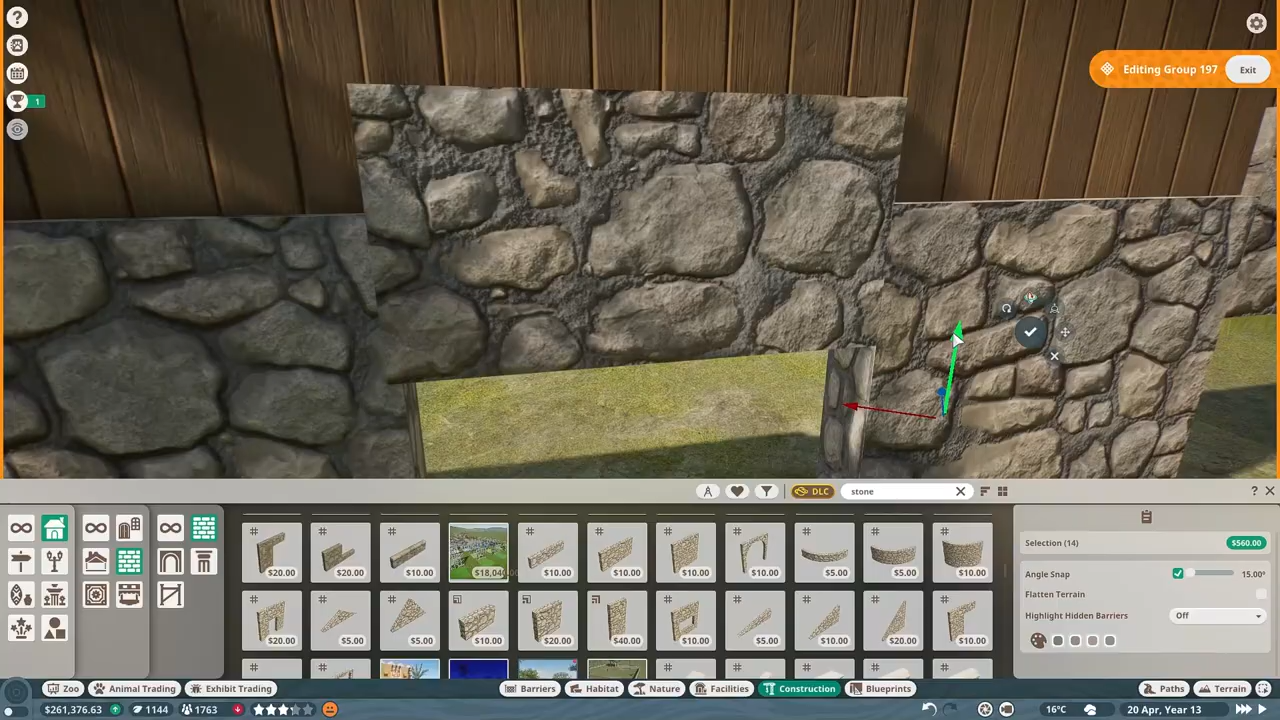 ?
Editing Group 197
Exit
1
DLC
stone
?
$20.00
$20.00
$10.00
$10.00
$10.00
$10.00
$10.00
$5.00
$5.00
$10.00
Selection (14)
$560.00
Angle Snap
15.00°
Flatten Terrain
Highlight Hidden Barriers
Off
$20.00
$5.00
$5.00
$10.00
$20.00
$40.00
$10.00
$5.00
$10.00
$20.00
$10.00
Zoo
Animal Trading
Exhibit Trading
Barriers
Habitat
Nature
Facilities
Construction
Blueprints
Paths
Terrain
$261,376.63
1144
1763
16°C
20 Apr, Year 13